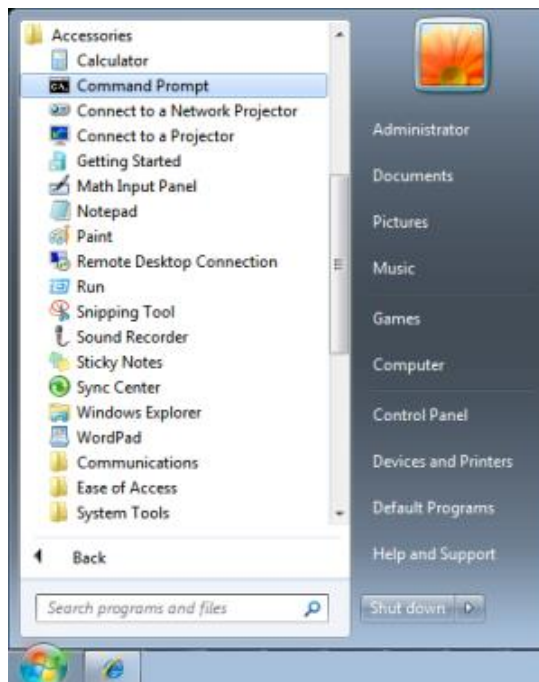 Accessories
Calculator
Command Prompt
Connect to a Network Projector
Connect to a Projector
Getting Started
Math Input Panel
Notepad
Paint
Remote Desktop Connection
Run
Snipping Tool
Sound Recorder
Sticky Notes
Sync Center
Windows Explorer
WordPad
Communications
Ease of Access
System Tools
Back
Search programs and files
Administrator
Documents
Pictures
Music
Games
Computer
Control Panel
Devices and Printers
Default Programs
Help and Support
Shut down